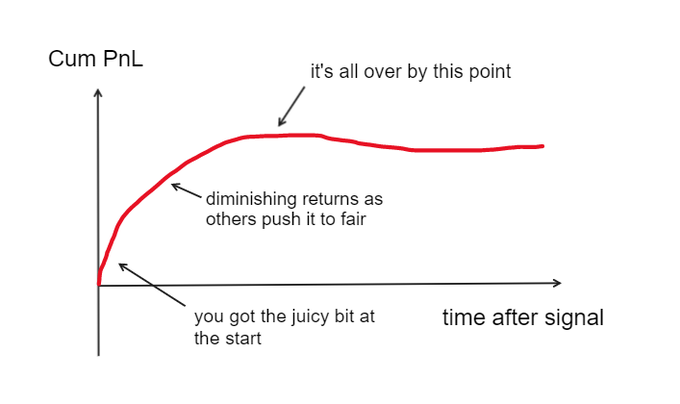 Cum PnL
it's all over by this point
diminishing returns as
others push it to fair
you got the juicy bit at
the start
time after signal